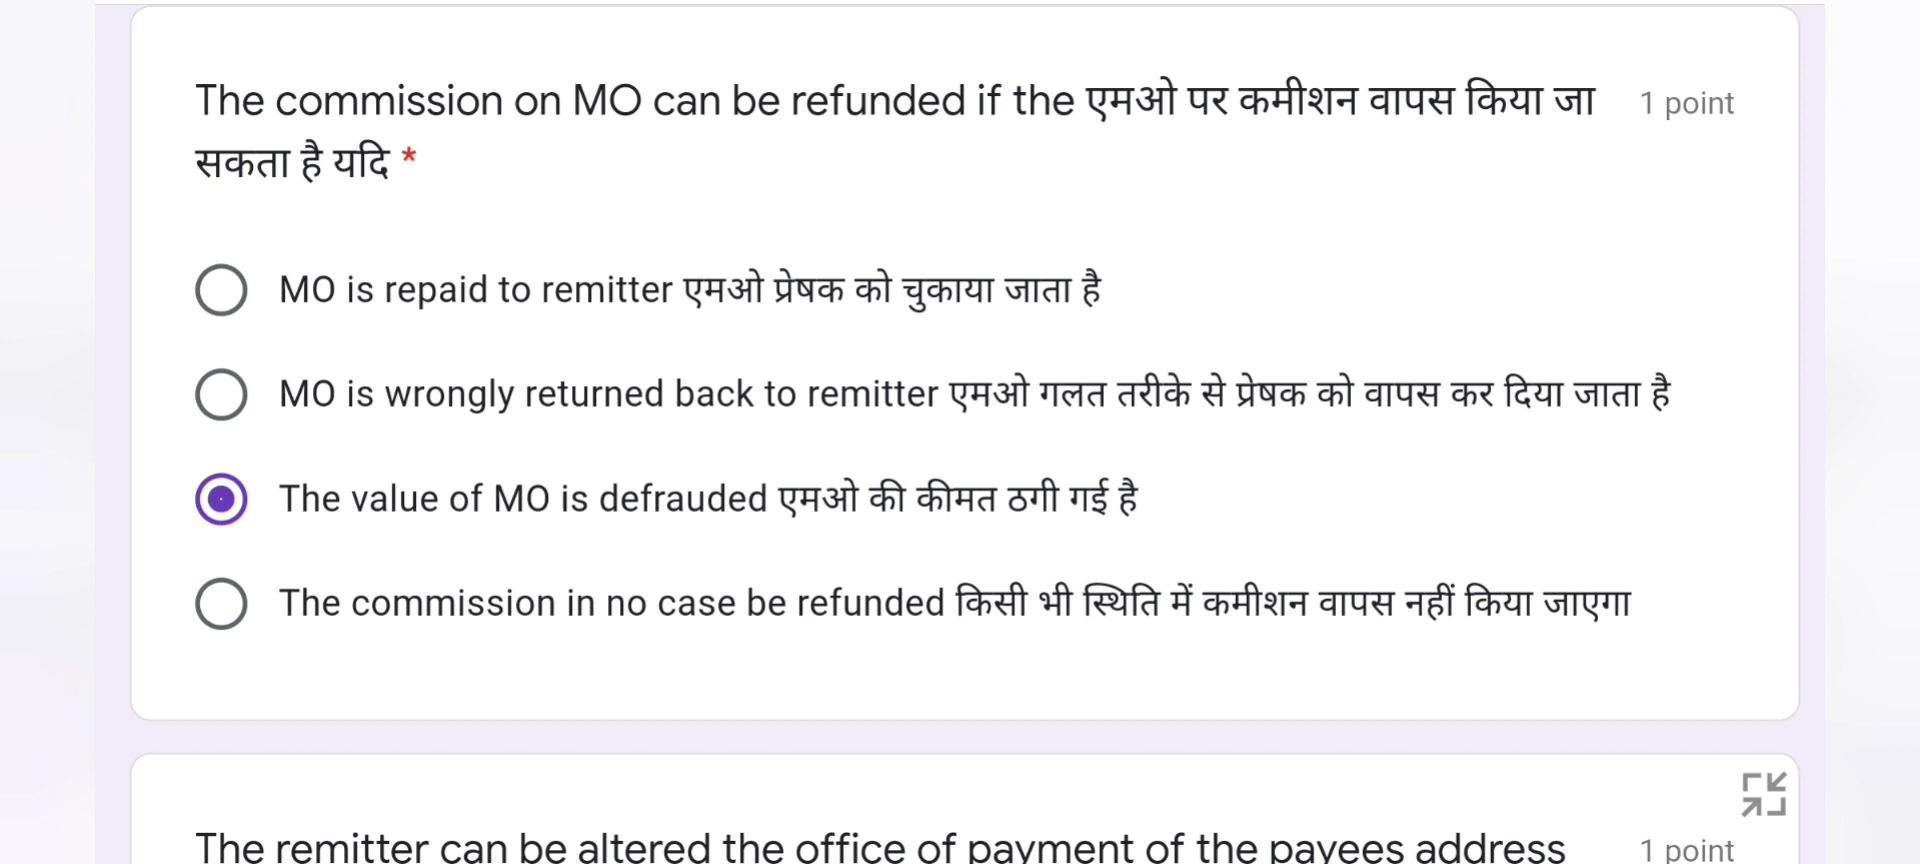 The commission on MO can be refunded if the एमओ पर कमीशन वापस किया जा 1 point
सकता है यदि *
MO is repaid to remitter एमओ प्रेषक को चुकाया जाता है
MO is wrongly returned back to remitter एमओ गलत तरीके से प्रेषक को वापस कर दिया जाता है
The value of MO is defrauded एमओ की कीमत ठगी गई है
The commission in no case be refunded किसी भी स्थिति में कमीशन वापस नहीं किया जाएगा
The remitter can be altered the office of payment of the payees address 1 point